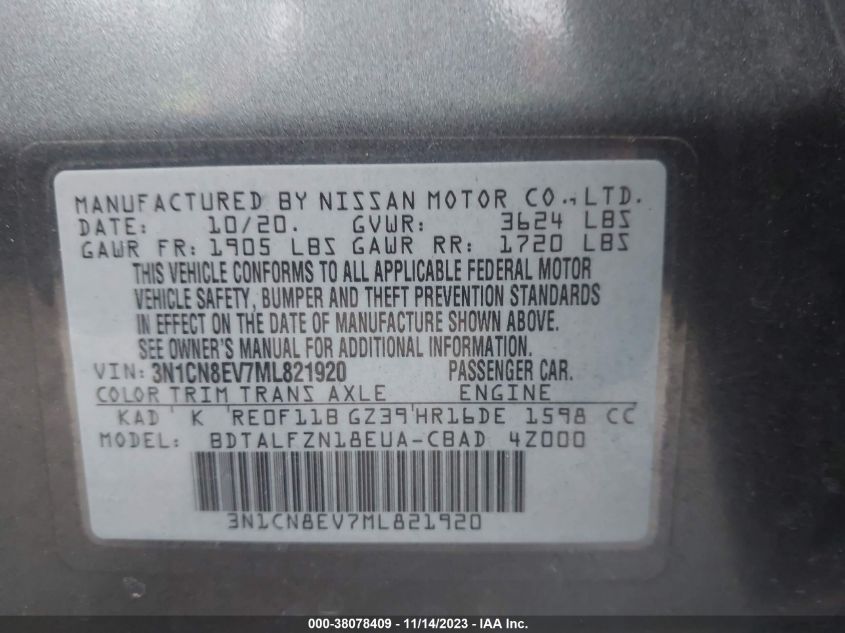 MANUFACTURED BY NISSAN MOTOR CO., LTD.
DATE: 10/20. GVWR: 3624 LBS
GAWR FR: 1905 LBS GAWR RR: 1720 LBS
THIS VEHICLE CONFORMS TO ALL APPLICABLE FEDERAL MOTOR
VEHICLE SAFETY, BUMPER AND THEFT PREVENTION STANDARDS
IN EFFECT ON THE DATE OF MANUFACTURE SHOWN ABOVE.
SEE OWNER'S MANUAL FOR ADDITIONAL INFORMATION.
VIN: 3N1CN8EV7ML821920 PASSENGER CAR.
COLOR TRIM TRANS AXLE ENGINE
KAD K RE0F11B GZ39 HR16DE 1598 CC
MODEL: BDTALFZN18EUA-CBAD 4Z000
3N1CN8EV7ML821920
000-38078409 - 11/14/2023 - IAA Inc.